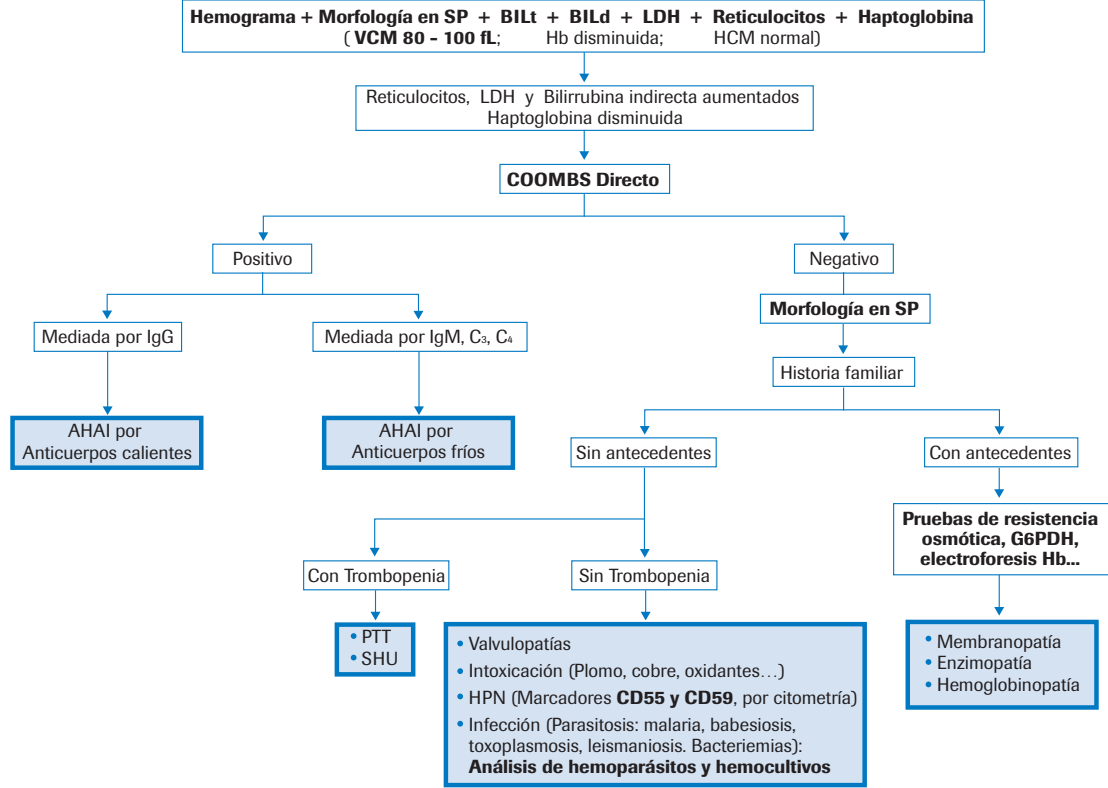 Hemograma + Morfología en SP + BILt + BILd + LDH + Reticulocitos + Haptoglobina
( VCM 80 - 100 fL; Hb disminuida; HCM normal)
Reticulocitos, LDH y Bilirrubina indirecta aumentados
Haptoglobina disminuida
COOMBS Directo
Positivo
Negativo
Morfología en SP
Mediada por IgG
Mediada por IgM, C₃, C₄
Historia familiar
AHAI por
Anticuerpos calientes
AHAI por
Anticuerpos fríos
Sin antecedentes
Con antecedentes
Pruebas de resistencia
osmótica, G6PDH,
electroforesis Hb...
Con Trombopenia
Sin Trombopenia
• PTT
• SHU
• Valvulopatías
• Intoxicación (Plomo, cobre, oxidantes…)
• HPN (Marcadores CD55 y CD59, por citometría)
• Infección (Parasitosis: malaria, babesiosis,
toxoplasmosis, leismaniosis. Bacteriemias):
Análisis de hemoparásitos y hemocultivos
• Membranopatía
• Enzimopatía
• Hemoglobinopatía